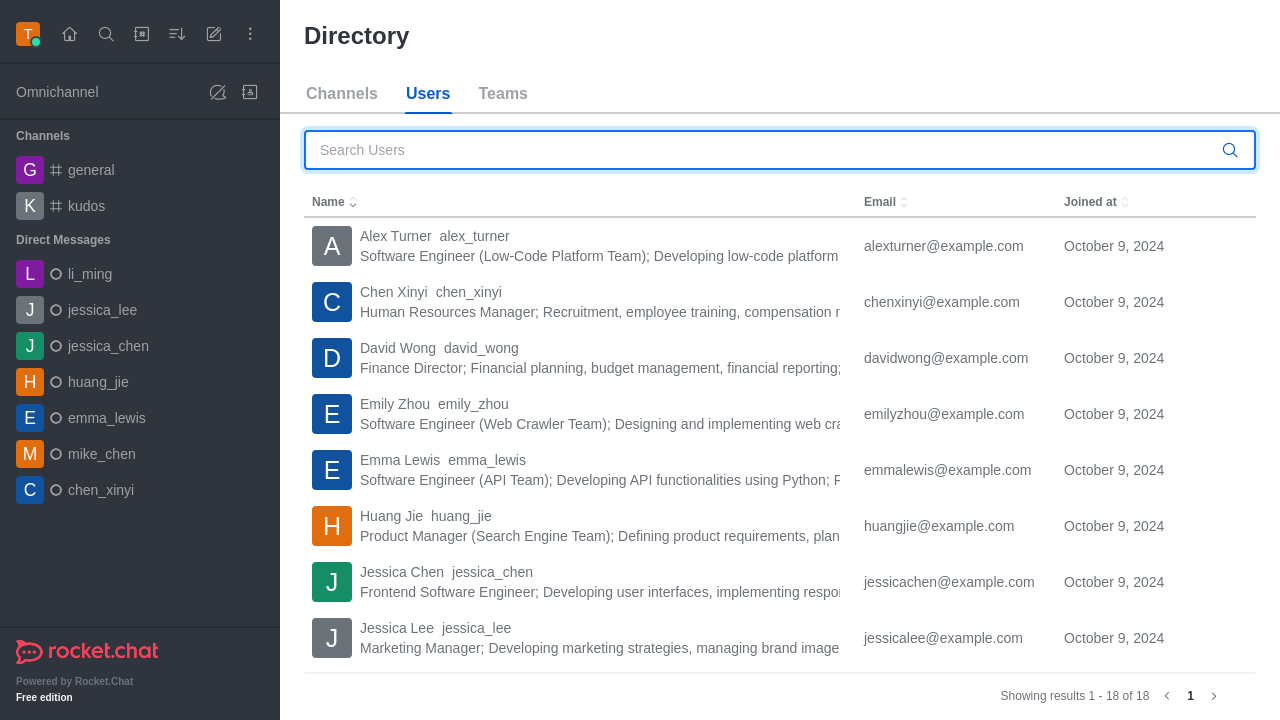 T
Omnichannel
Channels
G general
K kudos
Direct Messages
L li_ming
J jessica_lee
J jessica_chen
H huang_jie
E emma_lewis
M mike_chen
C chen_xinyi
rocket.chat
Powered by Rocket.Chat
Free edition
Directory
Channels Users Teams
Search Users
Name Email Joined at
A Alex Turner alex_turner
Software Engineer (Low-Code Platform Team); Developing low-code platform
alexturner@example.com October 9, 2024
C Chen Xinyi chen_xinyi
Human Resources Manager; Recruitment, employee training, compensation
chenxinyi@example.com October 9, 2024
D David Wong david_wong
Finance Director; Financial planning, budget management, financial reporting;
davidwong@example.com October 9, 2024
E Emily Zhou emily_zhou
Software Engineer (Web Crawler Team); Designing and implementing web
emilyzhou@example.com October 9, 2024
E Emma Lewis emma_lewis
Software Engineer (API Team); Developing API functionalities using Python;
emmalewis@example.com October 9, 2024
H Huang Jie huang_jie
Product Manager (Search Engine Team); Defining product requirements, plan
huangjie@example.com October 9, 2024
J Jessica Chen jessica_chen
Frontend Software Engineer; Developing user interfaces, implementing respo
jessicachen@example.com October 9, 2024
J Jessica Lee jessica_lee
Marketing Manager; Developing marketing strategies, managing brand image
jessicalee@example.com October 9, 2024
Showing results 1 - 18 of 18 1